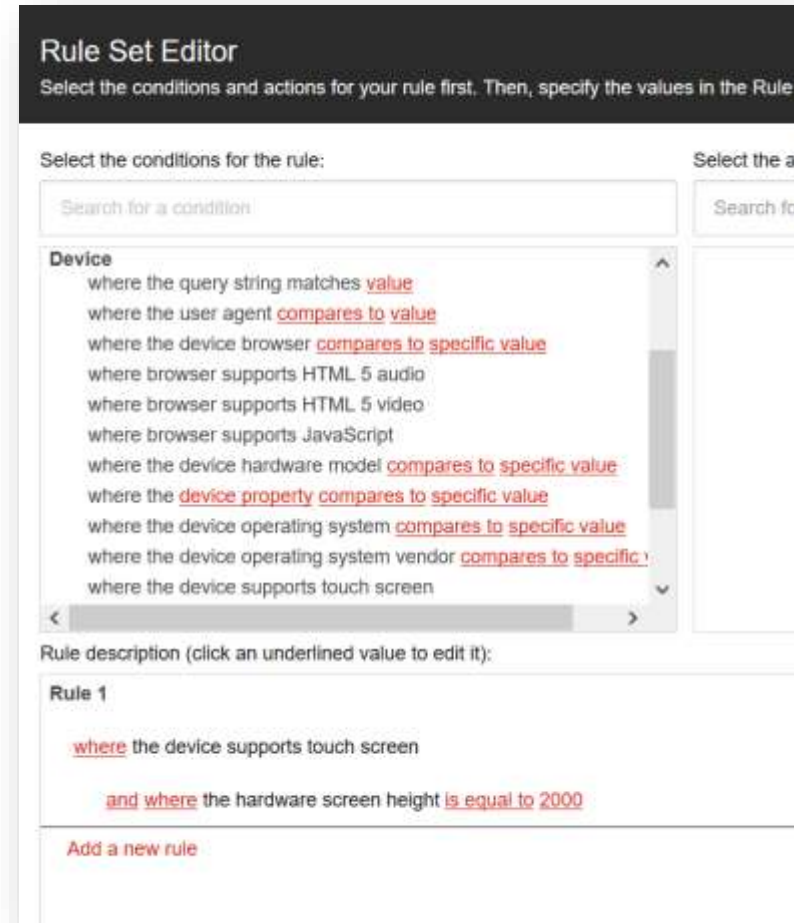 Rule Set Editor
Select the conditions and actions for your rule first. Then, specify the values in the Rule
Select the conditions for the rule:
Select the a
Search for a condition
Search fo
Device
where the query string matches value
where the user agent compares to value
where the device browser compares to specific value
where browser supports HTML 5 audio
where browser supports HTML 5 video
where browser supports JavaScript
where the device hardware model compares to specific value
where the device property compares to specific value
where the device operating system compares to specific value
where the device operating system vendor compares to specific
where the device supports touch screen
Rule description (click an underlined value to edit it):
Rule 1
where the device supports touch screen
and where the hardware screen height is equal to 2000
Add a new rule